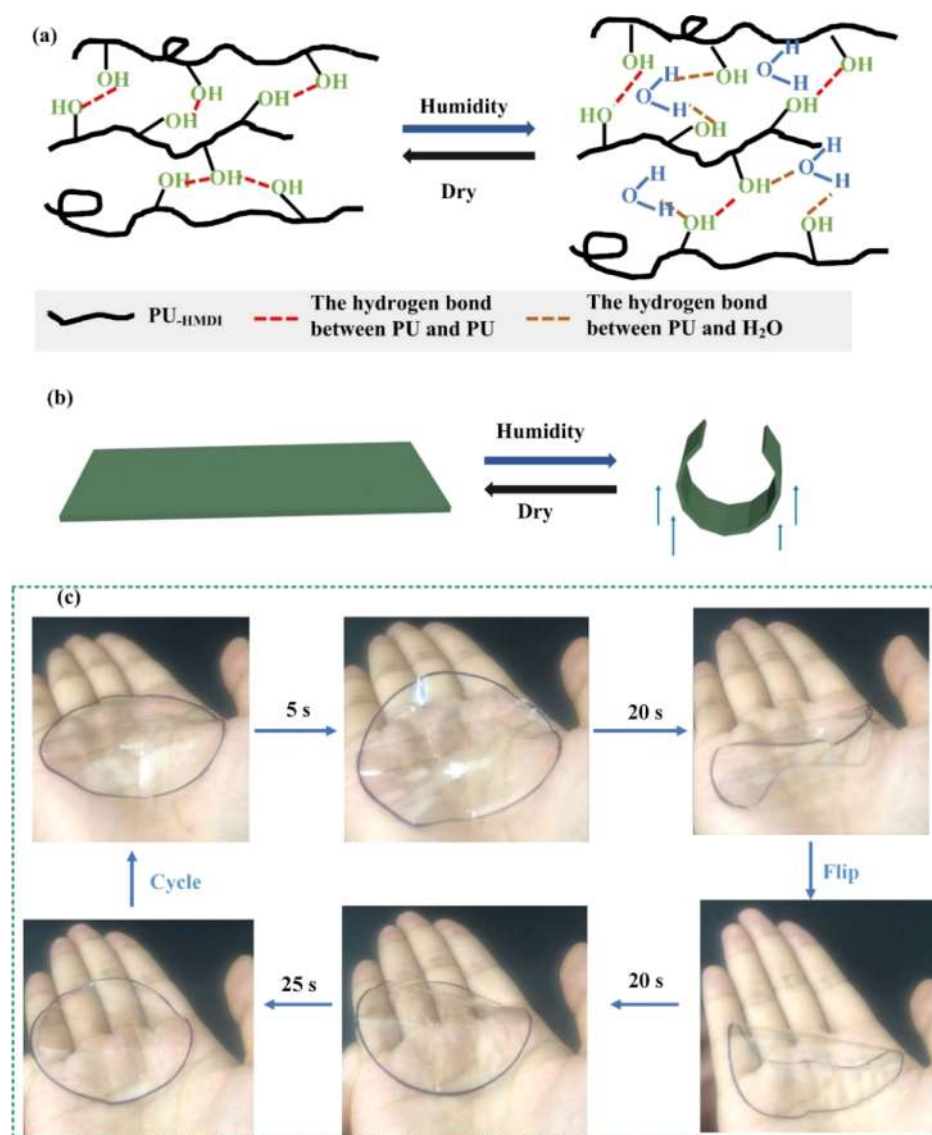 (a)
OH
OH
OH
HO
OH
OH
OH
OH
OH
Humidity
Dry
OH
H
O
H
OH
H
O
H
OH
HO
OH
OH
H
O
H
H
O
H
OH
OH
OH
PU-HMDI
The hydrogen bond
between PU and PU
The hydrogen bond
between PU and H₂O
(b)
Humidity
Dry
(c)
5 s
20 s
Cycle
Flip
25 s
20 s